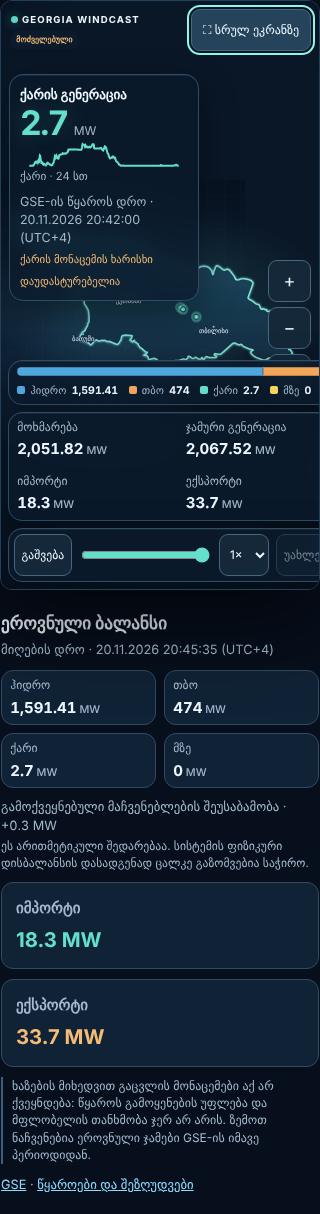 GEORGIA WINDCAST
მოძველებული
სრულ ეკრანზე
ქარის გენერაცია
2.7 MW
ქარი · 24 სთ
GSE-ის წყაროს დრო ·
20.11.2026 20:42:00
(UTC+4)
ქარის მონაცემის ხარისხი
დაუდასტურებელია
+
თბილისი
−
ბათუმი
ჰიდრო 1,591.41 თბო 474 ქარი 2.7 მზე 0
მოხმარება ჯამური გენერაცია
2,051.82 MW 2,067.52 MW
იმპორტი ექსპორტი
18.3 MW 33.7 MW
გაშვება 1×
ეროვნული ბალანსი
მიღების დრო · 20.11.2026 20:45:35 (UTC+4)
ჰიდრო თბო
1,591.41 MW 474 MW
ქარი მზე
2.7 MW 0 MW
გამოქვეყნებული მაჩვენებლების შეუსაბამობა ·
+0.3 MW
ეს არითმეტიკული შედარებაა. სისტემის ფიზიკური
დისბალანსის დასადგენად ცალკე გაზომვებია საჭირო.
იმპორტი
18.3 MW
ექსპორტი
33.7 MW
ხაზების მიხედვით გაცვლის მონაცემები აქ არ
ქვეყნდება: წყაროს გამოყენების უფლება და
მფლობელის თანხმობა ჯერ არ არის. ზემოთ
ნაჩვენებია ეროვნული ჯამები GSE-ის იმავე
პერიოდიდან.
GSE · წყაროები და შეზღუდვები